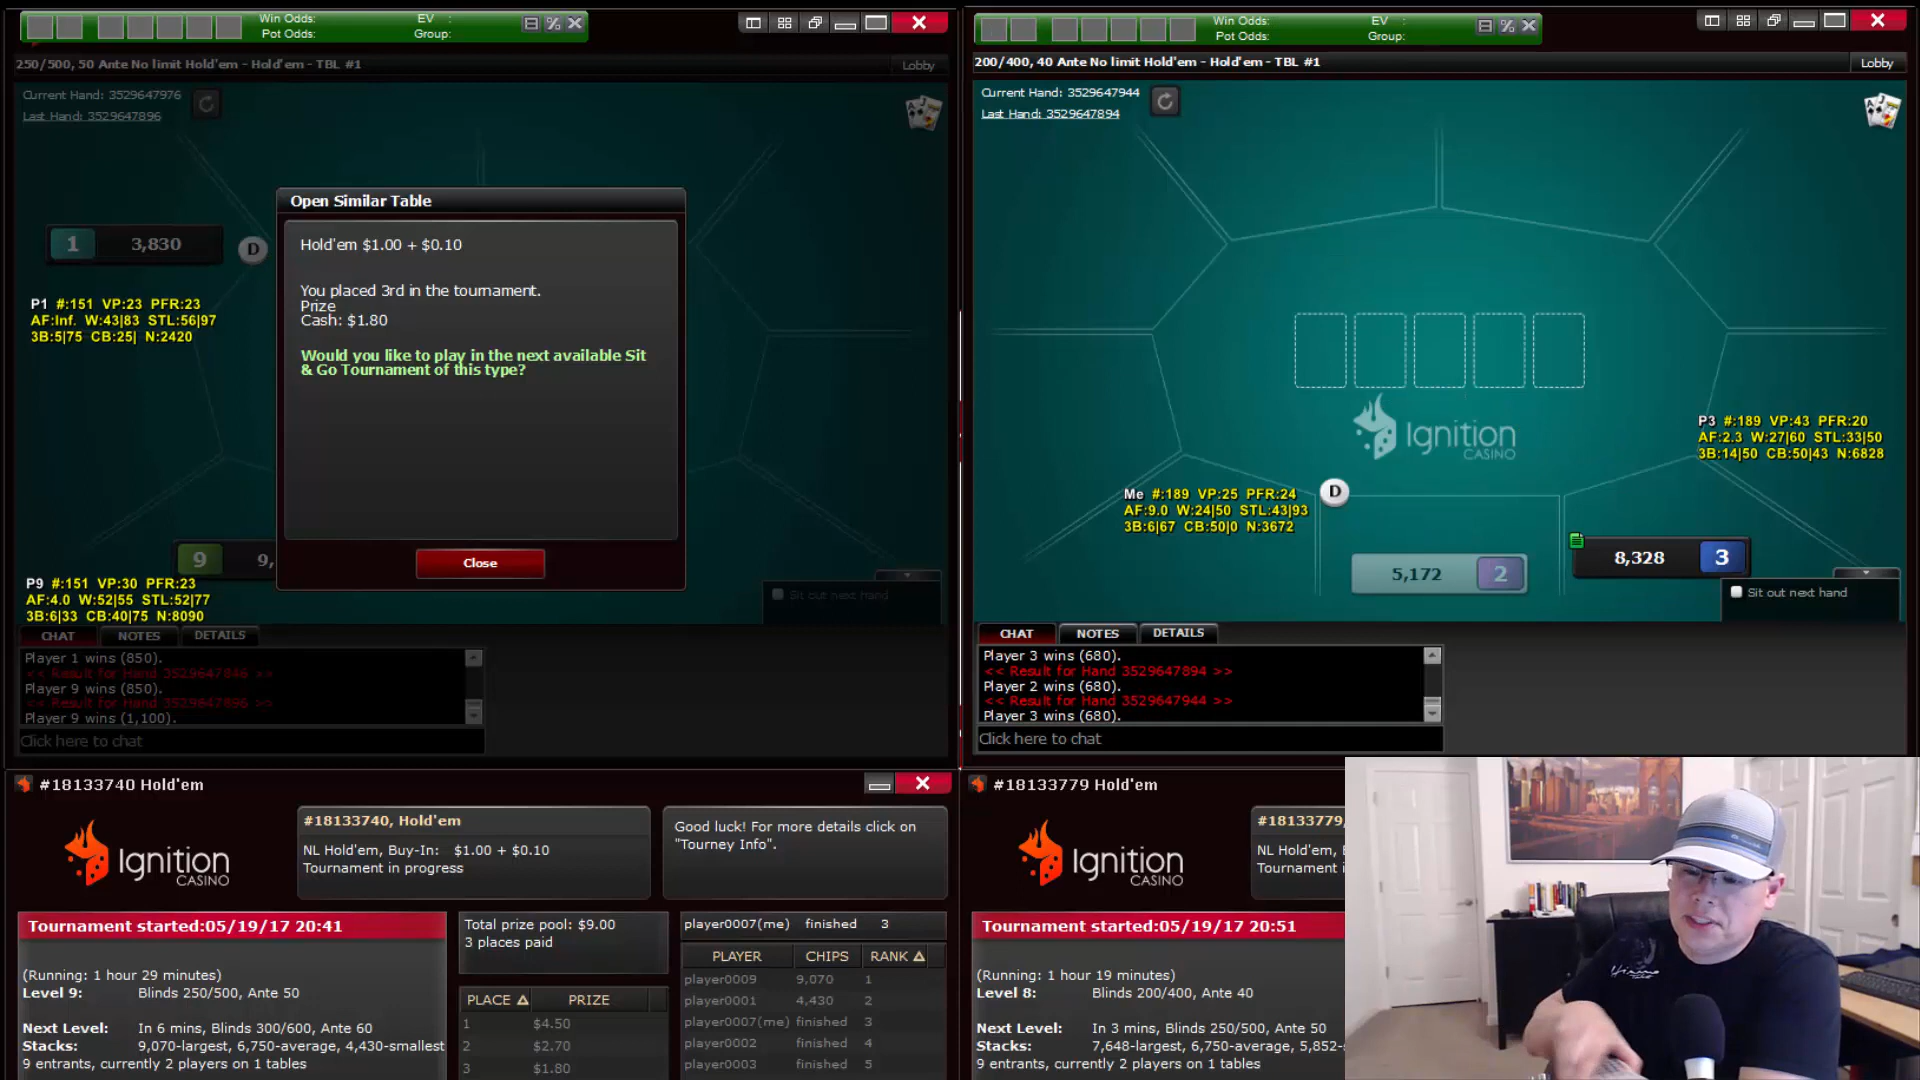 Win Odds:
Pot Odds:
EV :
Group:
250/500, 50 Ante No limit Hold'em - Hold'em - TBL #1
Lobby
Current Hand: 3529647976
Last Hand: 3529647896
1 3,830
D
P1 #:151 VP:23 PFR:23
AF:Inf. W:43|83 STL:56|97
3B:5|75 CB:25| N:2420
Open Similar Table
Hold'em $1.00 + $0.10
You placed 3rd in the tournament.
Prize
Cash: $1.80
Would you like to play in the next available Sit
& Go Tournament of this type?
Close
9 9,
P9 #:151 VP:30 PFR:23
AF:4.0 W:52|55 STL:52|77
3B:6|33 CB:40|75 N:8090
Sit out next hand
CHAT NOTES DETAILS
Player 1 wins (850).
<< Result for Hand 3529647846 >>
Player 9 wins (850).
<< Result for Hand 3529647896 >>
Player 9 wins (1,100).
Click here to chat
Win Odds:
Pot Odds:
EV :
Group:
200/400, 40 Ante No limit Hold'em - Hold'em - TBL #1
Lobby
Current Hand: 3529647944
Last Hand: 3529647894
Ignition
CASINO
P3 #:189 VP:43 PFR:20
AF:2.3 W:27|60 STL:33|50
3B:14|50 CB:50|43 N:6828
Me #:189 VP:25 PFR:24
AF:9.0 W:24|50 STL:43|93
3B:6|67 CB:50|0 N:3672
D
5,172 2
8,328 3
Sit out next hand
CHAT NOTES DETAILS
Player 3 wins (680).
<< Result for Hand 3529647894 >>
Player 2 wins (680).
<< Result for Hand 3529647944 >>
Player 3 wins (680).
Click here to chat
#18133740 Hold'em
Ignition
CASINO
#18133740, Hold'em
NL Hold'em, Buy-In: $1.00 + $0.10
Tournament in progress
Good luck! For more details click on
"Tourney Info".
Tournament started:05/19/17 20:41
(Running: 1 hour 29 minutes)
Level 9: Blinds 250/500, Ante 50
Next Level: In 6 mins, Blinds 300/600, Ante 60
Stacks: 9,070-largest, 6,750-average, 4,430-smallest
9 entrants, currently 2 players on 1 tables
Total prize pool: $9.00
3 places paid
PLACE PRIZE
1 $4.50
2 $2.70
3 $1.80
player0007(me) finished 3
PLAYER CHIPS RANK
player0009 9,070 1
player0001 4,430 2
player0007(me) finished 3
player0002 finished 4
player0003 finished 5
#18133779 Hold'em
Ignition
CASINO
#18133779,
NL Hold'em,
Tournament
Tournament started:05/19/17 20:51
(Running: 1 hour 19 minutes)
Level 8: Blinds 200/400, Ante 40
Next Level: In 3 mins, Blinds 250/500, Ante 50
Stacks: 7,648-largest, 6,750-average, 5,852-
9 entrants, currently 2 players on 1 tables